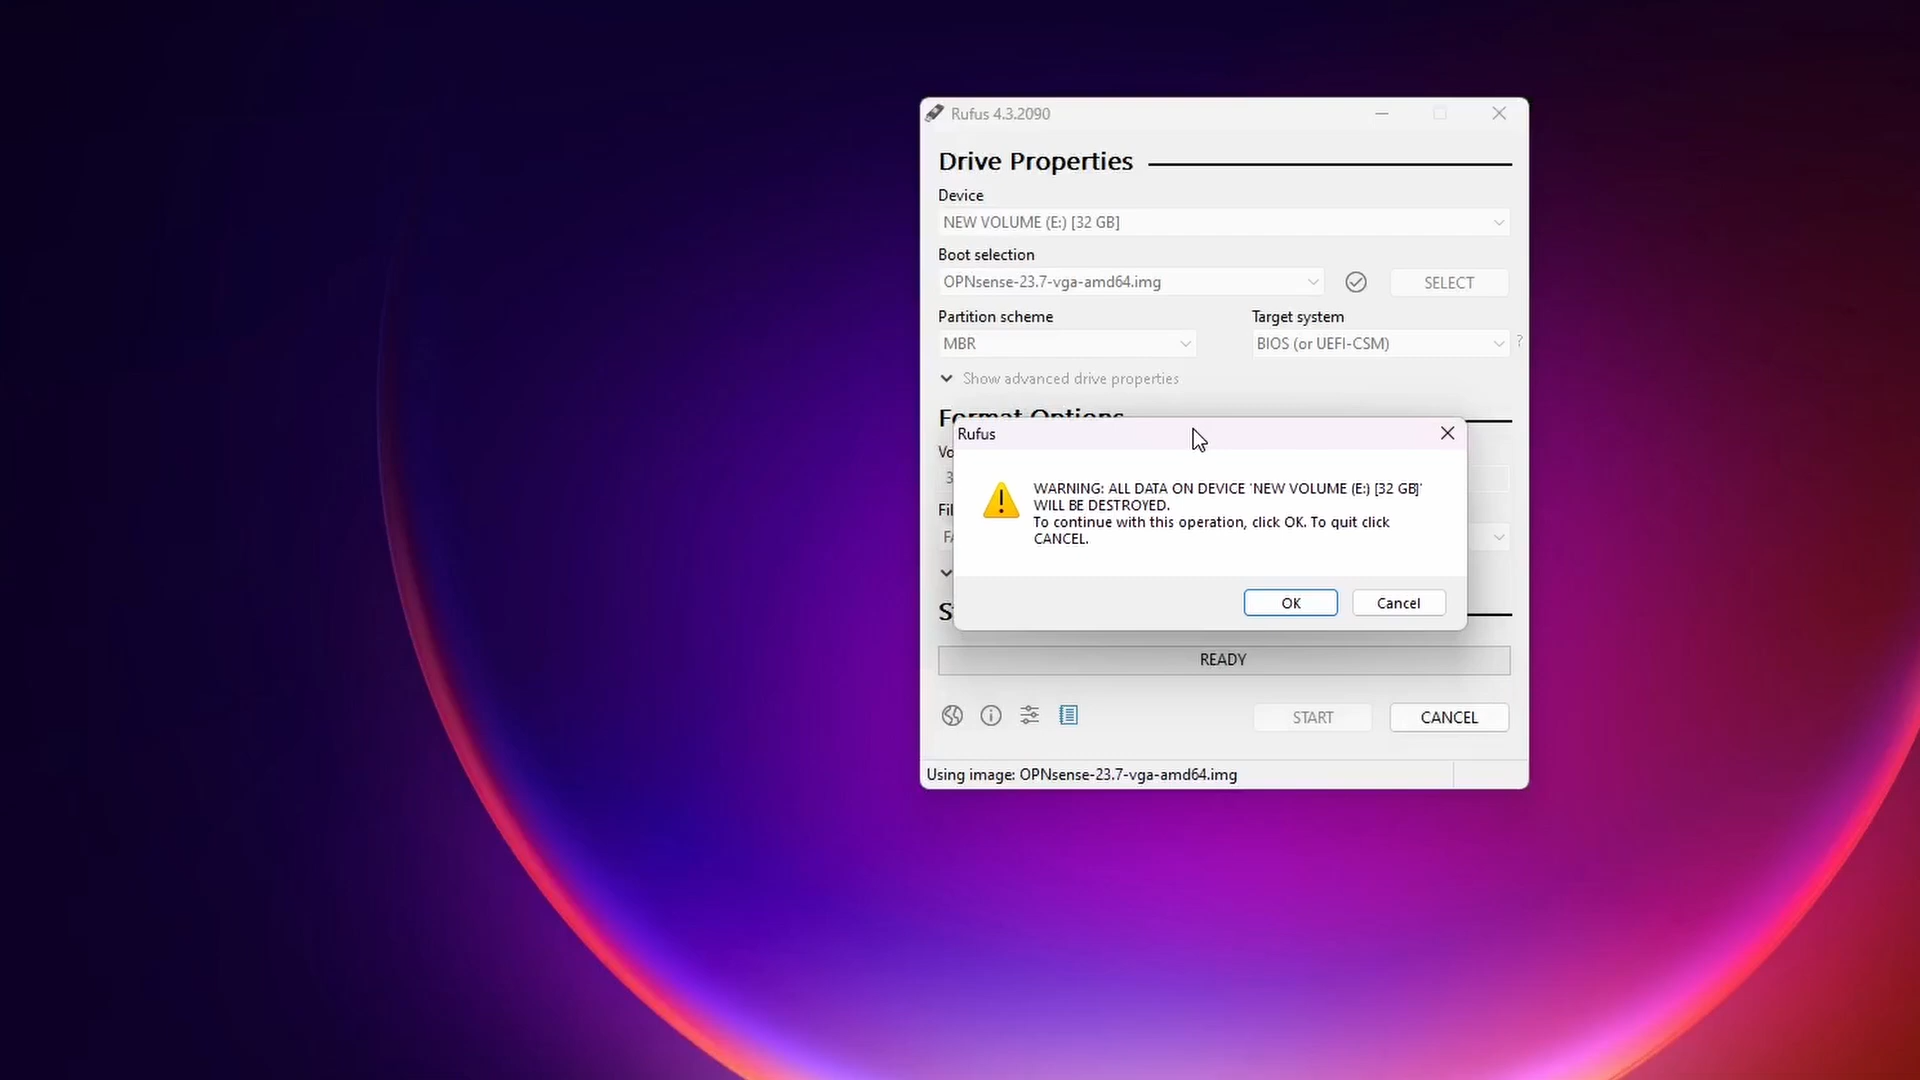 Rufus 4.3.2090
Drive Properties
Device
NEW VOLUME (E:) [32 GB]
Boot selection
OPNsense-23.7-vga-amd64.img
SELECT
Partition scheme
Target system
MBR
BIOS (or UEFI-CSM)
?
Show advanced drive properties
Format Options
Rufus
WARNING: ALL DATA ON DEVICE 'NEW VOLUME (E:) [32 GB]'
WILL BE DESTROYED.
To continue with this operation, click OK. To quit click
CANCEL.
OK
Cancel
READY
START
CANCEL
Using image: OPNsense-23.7-vga-amd64.img